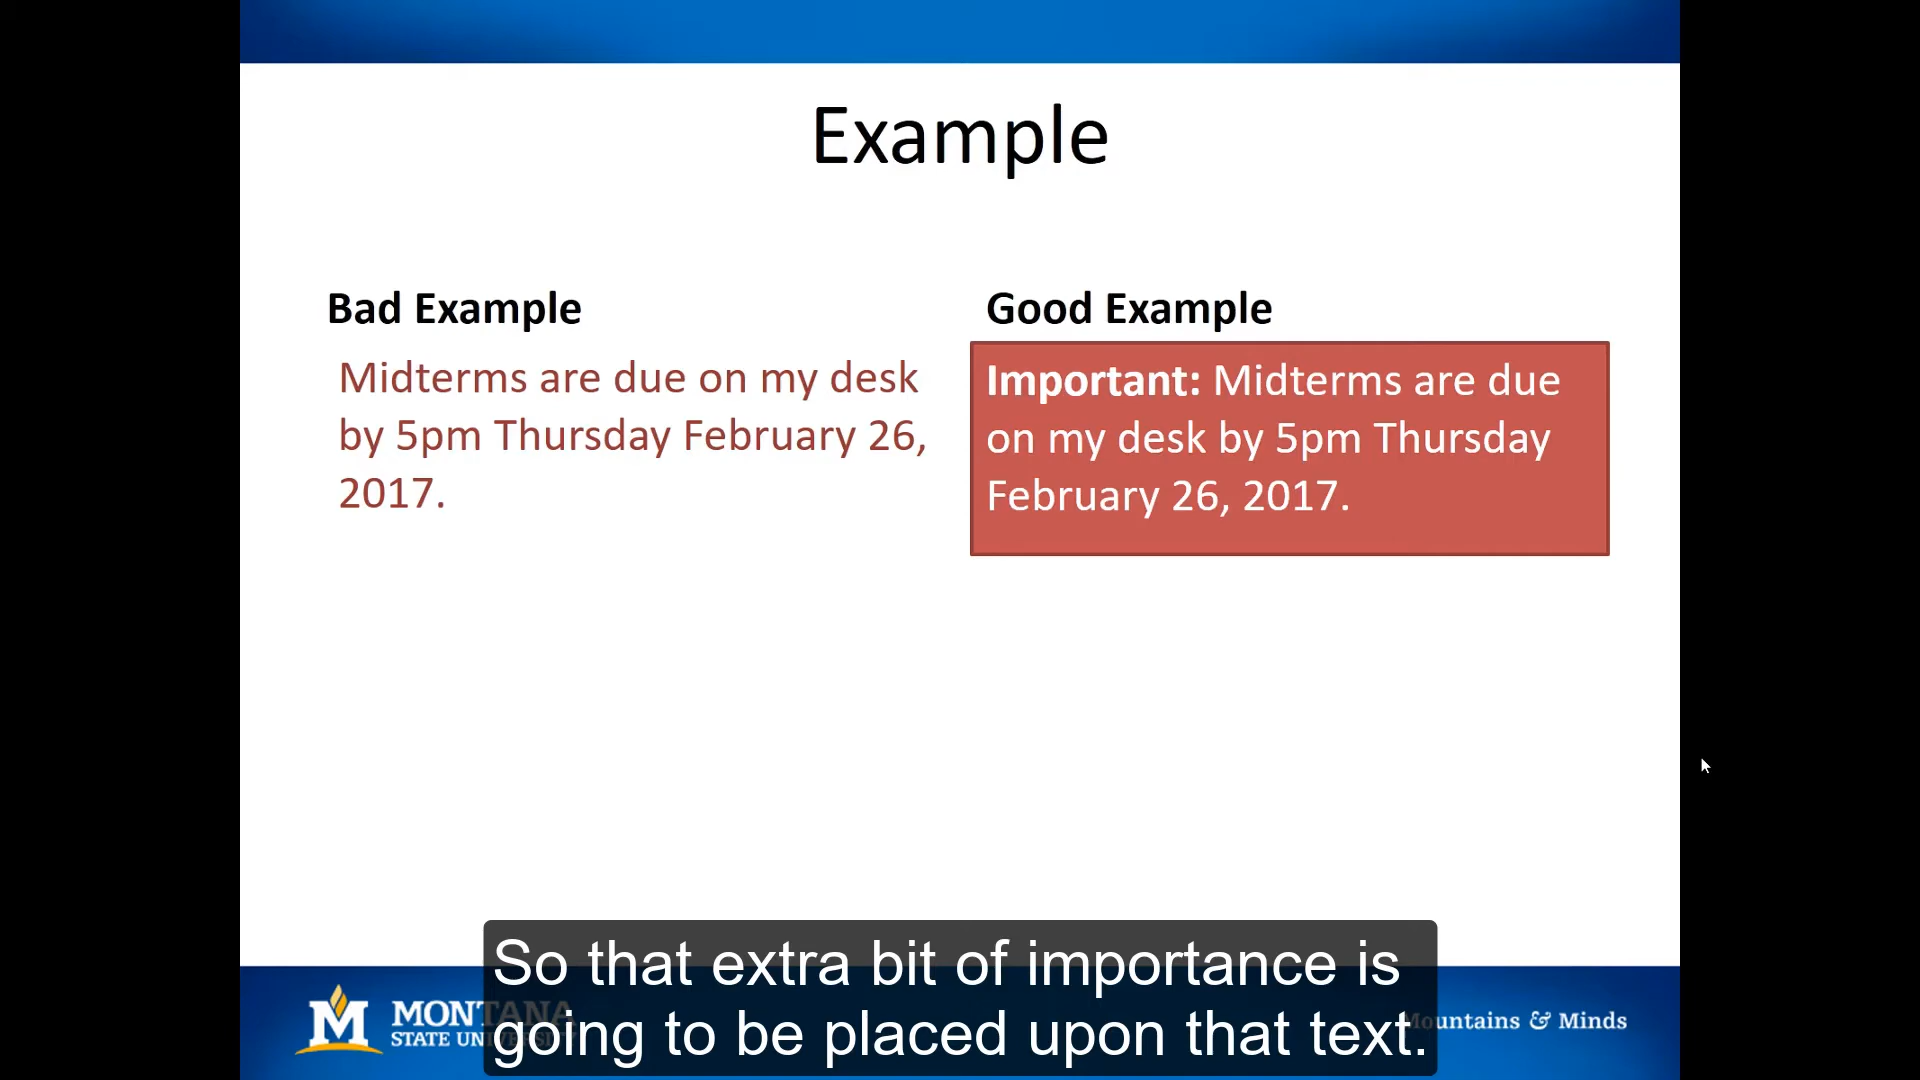 Example
Bad Example
Midterms are due on my desk
by 5pm Thursday February 26,
2017.
Good Example
Important: Midterms are due
on my desk by 5pm Thursday
February 26, 2017.
So that extra bit of importance is
going to be placed upon that text.
M
MONTANA
STATE UN
Mountains & Minds